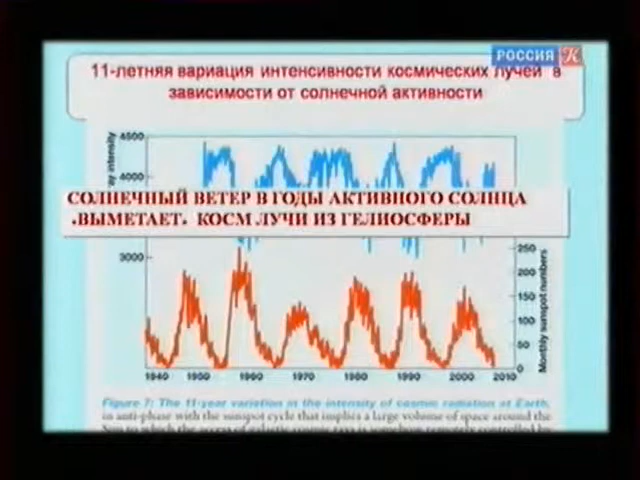 РОССИЯ К
11-летняя вариация интенсивности космических лучей в
зависимости от солнечной активности
4500
4000
СОЛНЕЧНЫЙ ВЕТЕР В ГОДЫ АКТИВНОГО СОЛНЦА
"ВЫМЕТАЕТ" КОСМ ЛУЧИ ИЗ ГЕЛИОСФЕРЫ
3000
250
200
150
100
50
0
Monthly sunspot numbers
1940 1950 1960 1970 1980 1990 2000 2010
Figure 7: The 11-year variation in the intensity of cosmic radiation at Earth,
in anti-phase with the sunspot cycle that implies a large volume of space around the